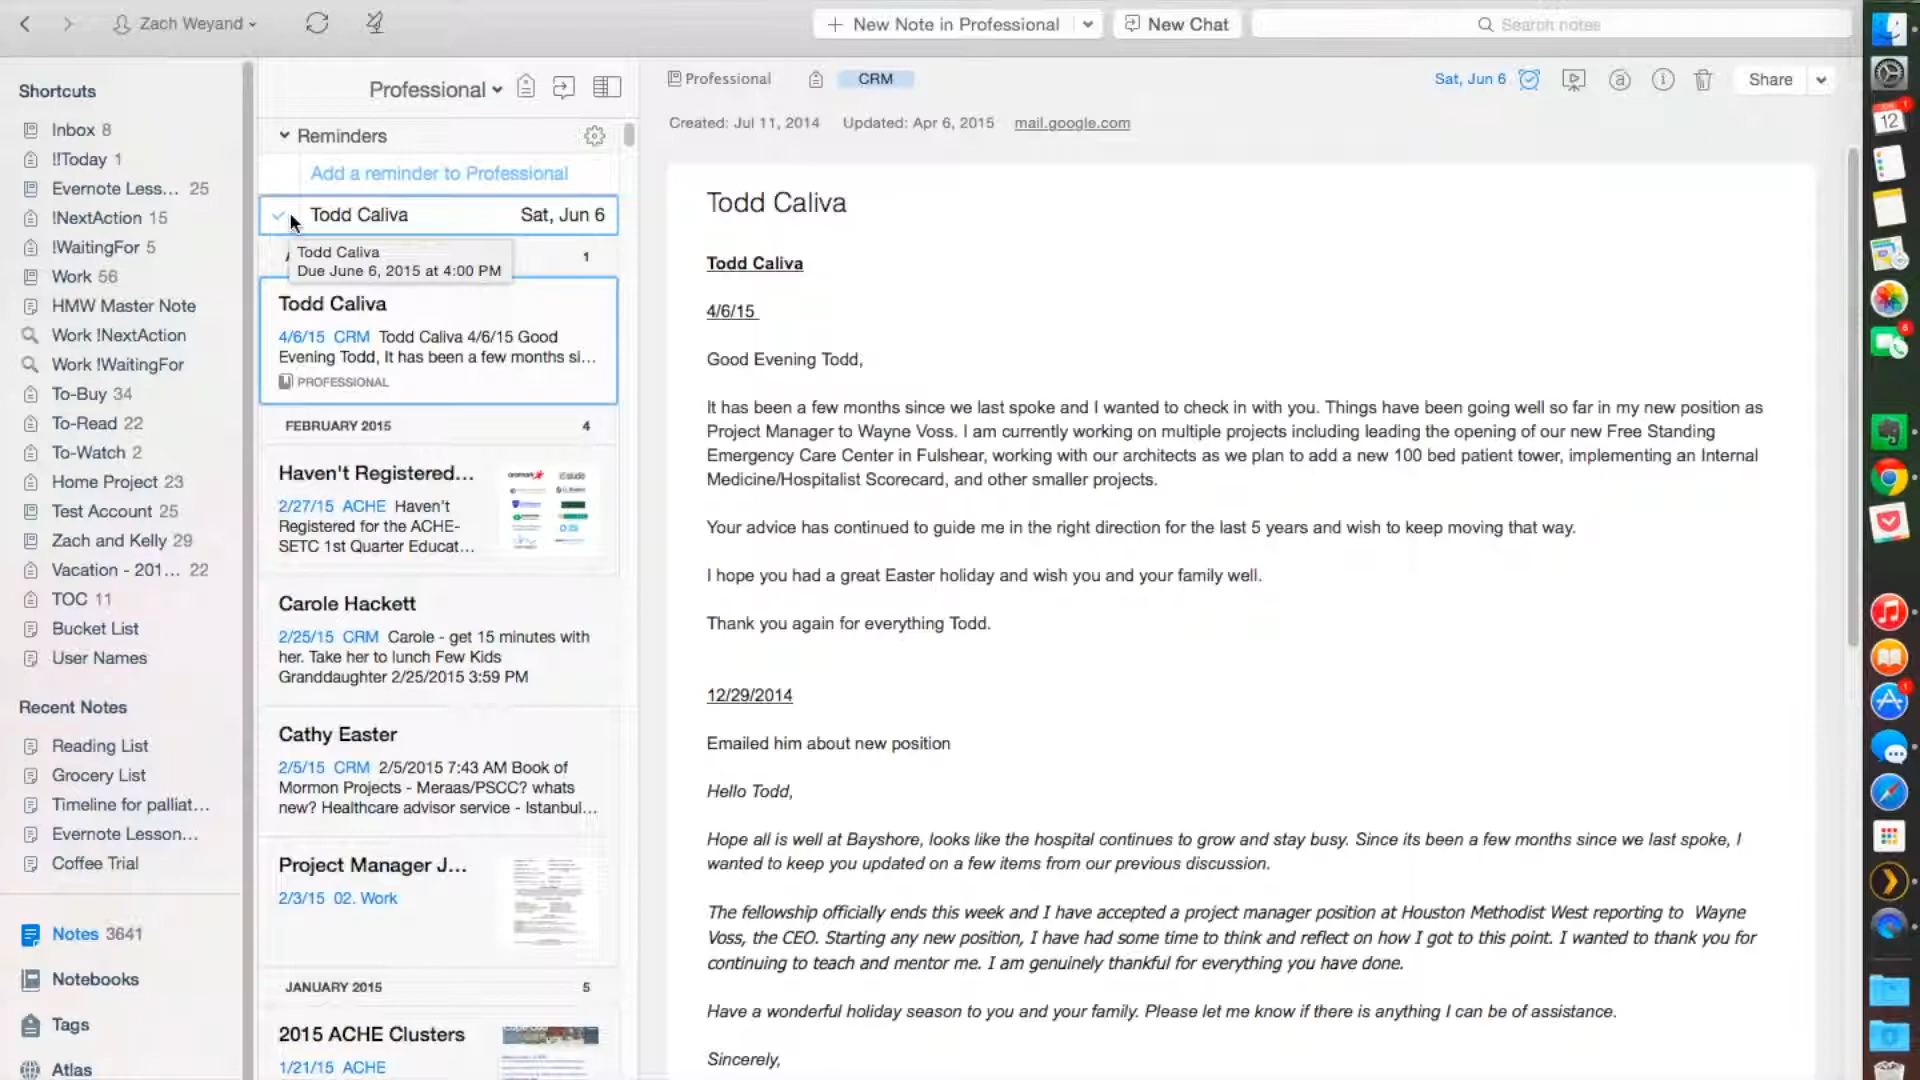 Zach Weyand
New Note in Professional
New Chat
Search notes
Shortcuts
Inbox 8
!!Today 1
Evernote Less... 25
!NextAction 15
!WaitingFor 5
Work 56
HMW Master Note
Work !NextAction
Work !WaitingFor
To-Buy 34
To-Read 22
To-Watch 2
Home Project 23
Test Account 25
Zach and Kelly 29
Vacation - 201... 22
TOC 11
Bucket List
User Names
Recent Notes
Reading List
Grocery List
Timeline for palliat...
Evernote Lesson...
Coffee Trial
Notes 3641
Notebooks
Tags
Atlas
Professional
Reminders
Add a reminder to Professional
Todd Caliva Sat, Jun 6
Todd Caliva
Due June 6, 2015 at 4:00 PM
1
Todd Caliva
4/6/15 CRM Todd Caliva 4/6/15 Good
Evening Todd, It has been a few months si...
PROFESSIONAL
FEBRUARY 2015 4
Haven't Registered...
2/27/15 ACHE Haven't
Registered for the ACHE-
SETC 1st Quarter Educat...
Carole Hackett
2/25/15 CRM Carole - get 15 minutes with
her. Take her to lunch Few Kids
Granddaughter 2/25/2015 3:59 PM
Cathy Easter
2/5/15 CRM 2/5/2015 7:43 AM Book of
Mormon Projects - Meraas/PSCC? whats
new? Healthcare advisor service - Istanbul...
Project Manager J...
2/3/15 02. Work
JANUARY 2015 5
2015 ACHE Clusters
1/21/15 ACHE
Professional
CRM
Sat, Jun 6
Share
Created: Jul 11, 2014 Updated: Apr 6, 2015 mail.google.com
Todd Caliva
Todd Caliva
4/6/15
Good Evening Todd,
It has been a few months since we last spoke and I wanted to check in with you. Things have been going well so far in my new position as
Project Manager to Wayne Voss. I am currently working on multiple projects including leading the opening of our new Free Standing
Emergency Care Center in Fulshear, working with our architects as we plan to add a new 100 bed patient tower, implementing an Internal
Medicine/Hospitalist Scorecard, and other smaller projects.
Your advice has continued to guide me in the right direction for the last 5 years and wish to keep moving that way.
I hope you had a great Easter holiday and wish you and your family well.
Thank you again for everything Todd.
12/29/2014
Emailed him about new position
Hello Todd,
Hope all is well at Bayshore, looks like the hospital continues to grow and stay busy. Since its been a few months since we last spoke, I
wanted to keep you updated on a few items from our previous discussion.
The fellowship officially ends this week and I have accepted a project manager position at Houston Methodist West reporting to Wayne
Voss, the CEO. Starting any new position, I have had some time to think and reflect on how I got to this point. I wanted to thank you for
continuing to teach and mentor me. I am genuinely thankful for everything you have done.
Have a wonderful holiday season to you and your family. Please let me know if there is anything I can be of assistance.
Sincerely,
12
1
6
1